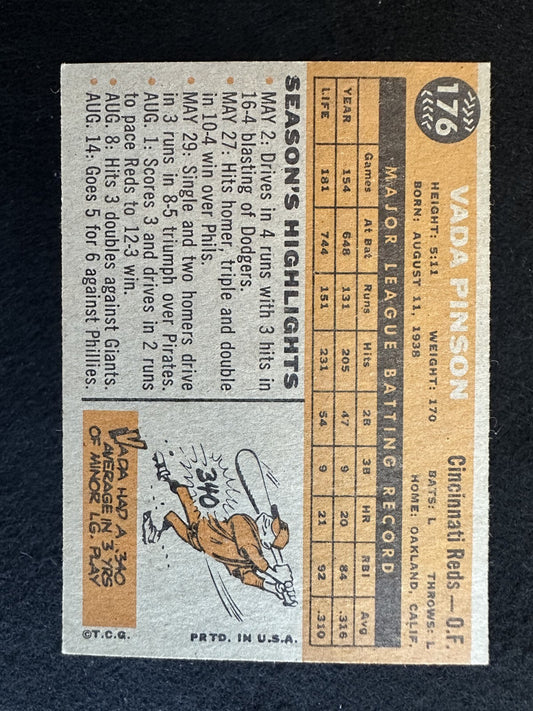 176
VADA PINSON
Cincinnati Reds — O.F.
HEIGHT: 5:11 WEIGHT: 170 BATS: L THROWS: L
BORN: AUGUST 11, 1938 HOME: OAKLAND, CALIF.
MAJOR LEAGUE BATTING RECORD
Games At Bat Runs Hits 2B 3B HR RBI Avg
YEAR 154 648 131 205 47 9 20 84 .316
LIFE 181 744 151 231 54 9 21 92 .310
SEASON'S HIGHLIGHTS
• MAY 2: Drives in 4 runs with 3 hits in
16-4 blasting of Dodgers.
• MAY 27: Hits homer, triple and double
in 10-4 win over Phils.
• MAY 29: Single and two homers drive
in 3 runs in 8-5 triumph over Pirates.
• AUG. 1: Scores 3 and drives in 2 runs
to pace Reds to 12-3 win.
• AUG. 8: Hits 3 doubles against Giants.
• AUG. 14: Goes 5 for 6 against Phillies.
.340
VADA HAD A .340
AVERAGE IN 3 YRS
OF MINOR LG. PLAY
©T.C.G. PRTD. IN U.S.A.